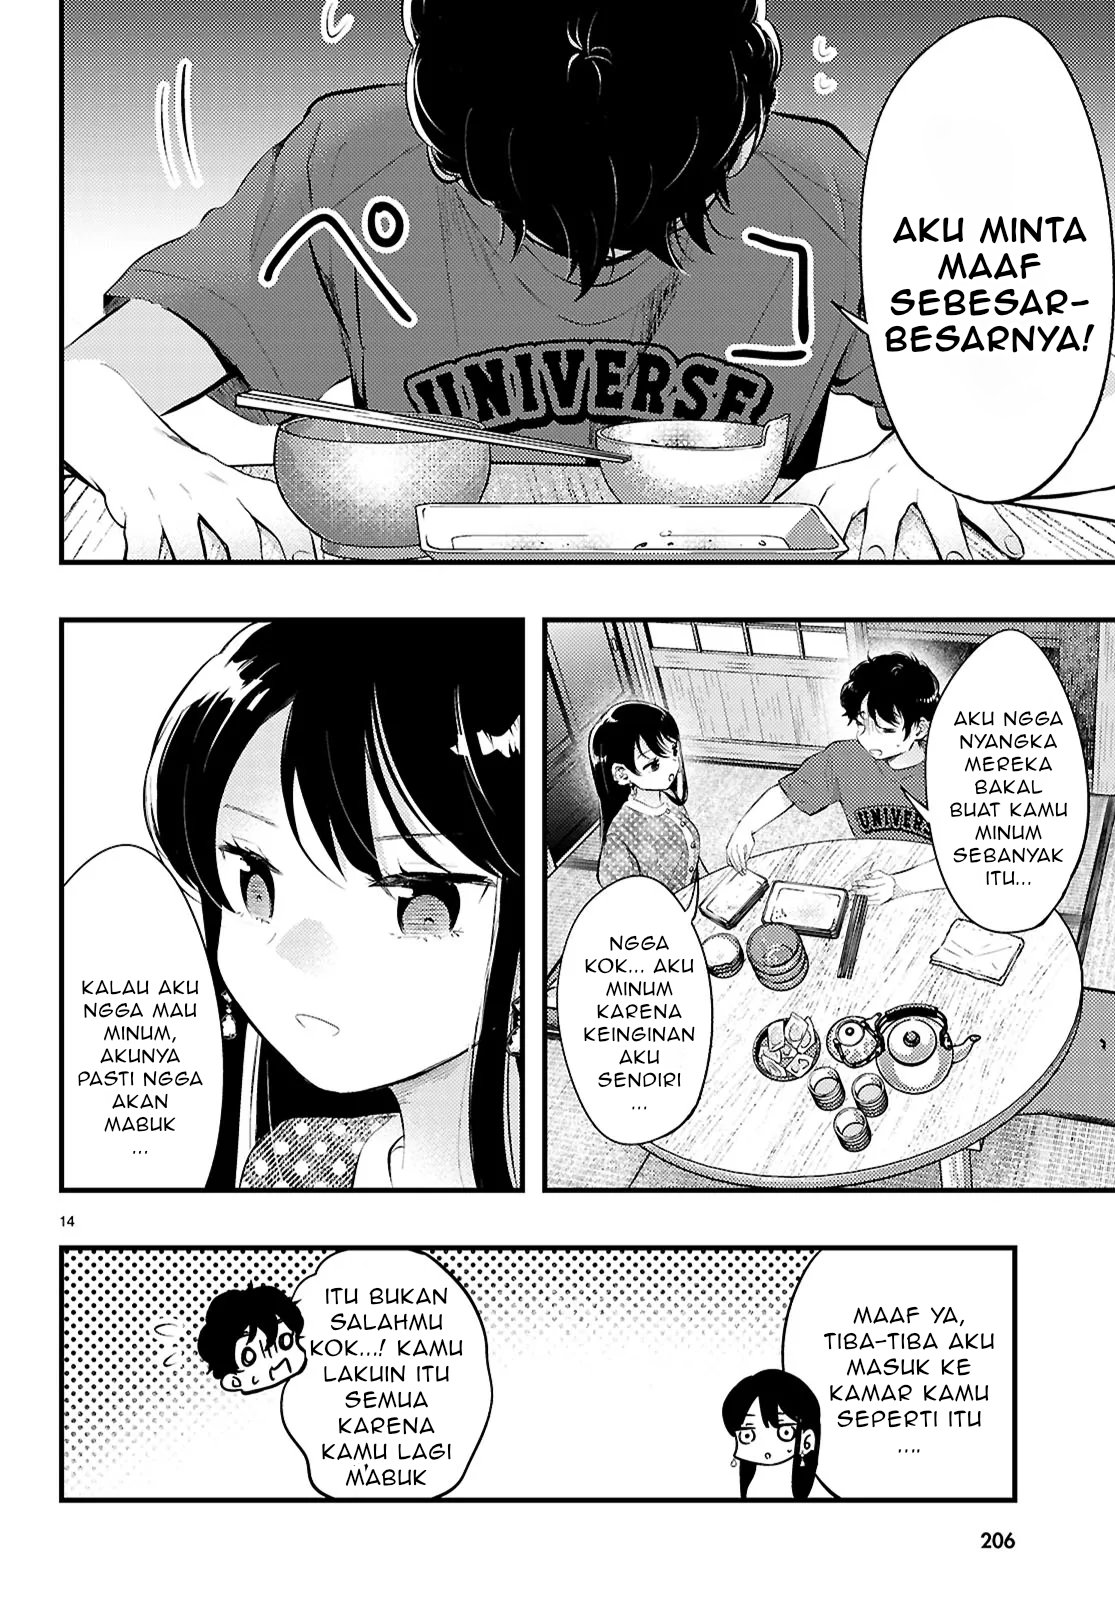 AKU MINTA
MAAF
SEBESAR-
BESARNYA!
ペコ
UNIVERSE
AKU NGGA
NYANGKA
MEREKA
BAKAL
BUAT KAMU
MINUM
SEBANYAK
ITU...
UNIVERSE
NGGA
KOK... AKU
MINUM
KARENA
KEINGINAN
AKU
SENDIRI
...
KALAU AKU
NGGA MAU
MINUM,
AKUNYA
PASTI NGGA
AKAN
MABUK
...
14
MAAF YA,
TIBA-TIBA AKU
MASUK KE
KAMAR KAMU
SEPERTI ITU
....
ITU BUKAN
SALAHMU
KOK...! KAMU
LAKUIN ITU
SEMUA
KARENA
KAMU LAGI
M'ABUK
206